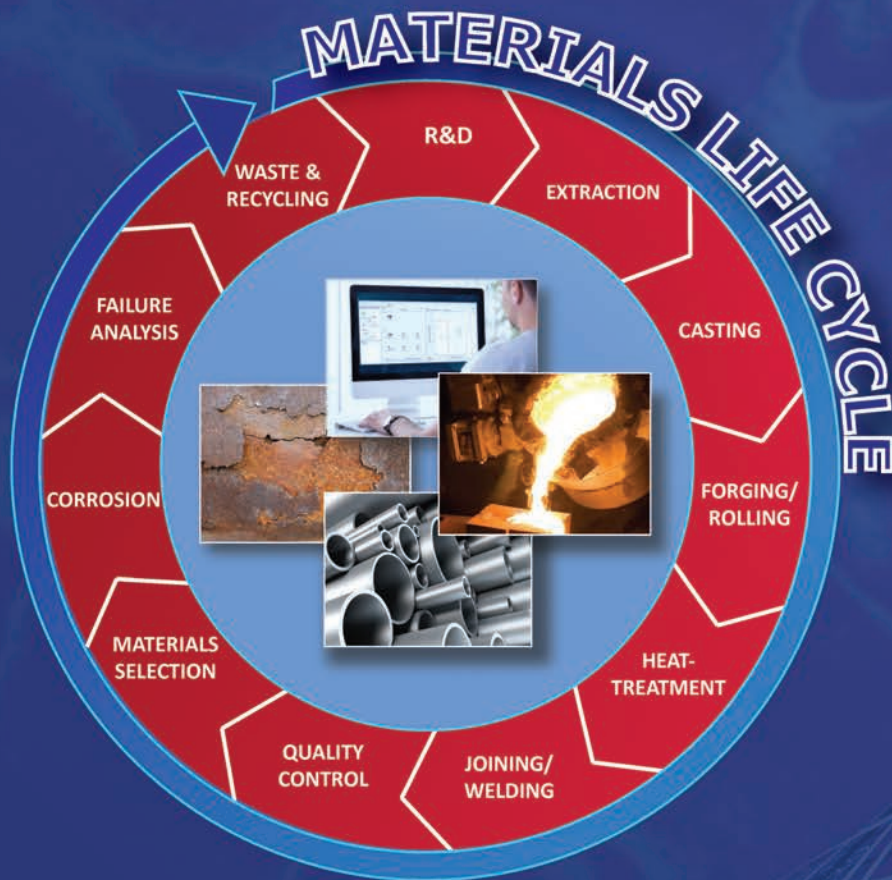 MATERIALS LIFE CYCLE
R&D
EXTRACTION
CASTING
FORGING/
ROLLING
HEAT-
TREATMENT
JOINING/
WELDING
QUALITY
CONTROL
MATERIALS
SELECTION
CORROSION
FAILURE
ANALYSIS
WASTE &
RECYCLING